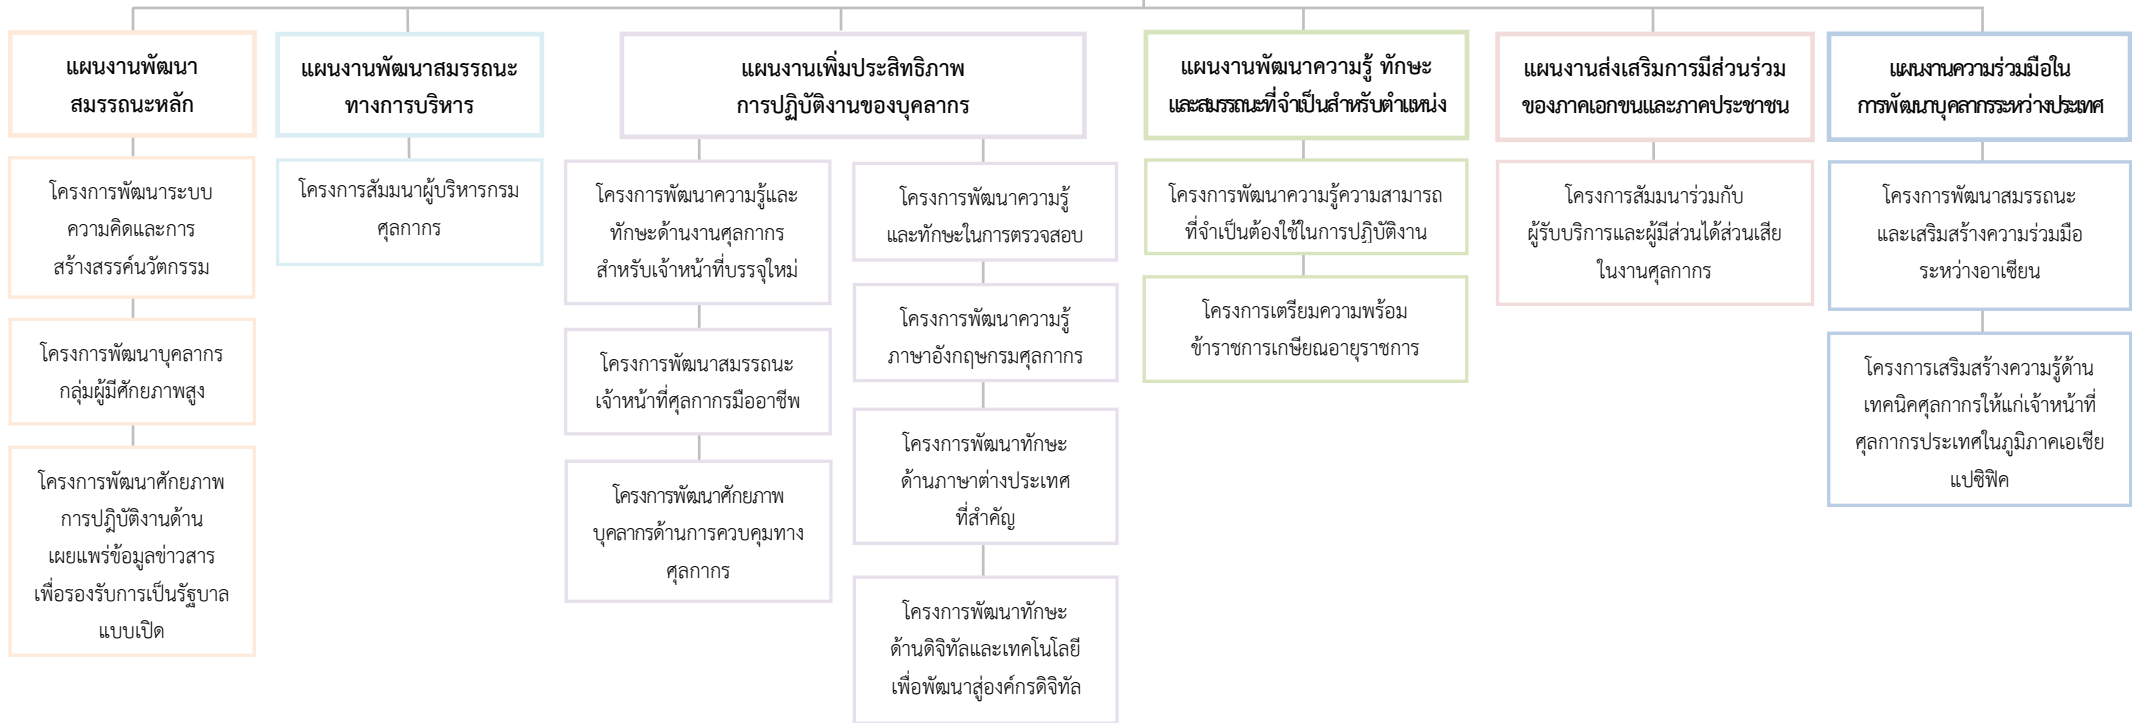 แผนงานพัฒนา
สมรรถนะหลัก
โครงการพัฒนาระบบ
ความคิดและการ
สร้างสรรค์นวัตกรรม
โครงการพัฒนาบุคลากร
กลุ่มผู้มีศักยภาพสูง
โครงการพัฒนาศักยภาพ
การปฏิบัติงานด้าน
เผยแพร่ข้อมูลข่าวสาร
เพื่อรองรับการเป็นรัฐบาล
แบบเปิด
แผนงานพัฒนาสมรรถนะ
ทางการบริหาร
โครงการสัมมนาผู้บริหารกรม
ศุลกากร
แผนงานเพิ่มประสิทธิภาพ
การปฏิบัติงานของบุคลากร
โครงการพัฒนาความรู้และ
ทักษะด้านงานศุลกากร
สำหรับเจ้าหน้าที่บรรจุใหม่
โครงการพัฒนาสมรรถนะ
เจ้าหน้าที่ศุลกากรมืออาชีพ
โครงการพัฒนาศักยภาพ
บุคลากรด้านการควบคุมทาง
ศุลกากร
โครงการพัฒนาความรู้
และทักษะในการตรวจสอบ
โครงการพัฒนาความรู้
ภาษาอังกฤษกรมศุลกากร
โครงการพัฒนาทักษะ
ด้านภาษาต่างประเทศ
ที่สำคัญ
โครงการพัฒนาทักษะ
ด้านดิจิทัลและเทคโนโลยี
เพื่อพัฒนาสู่องค์กรดิจิทัล
แผนงานพัฒนาความรู้ ทักษะ
และสมรรถนะที่จำเป็นสำหรับตำแหน่ง
โครงการพัฒนาความรู้ความสามารถ
ที่จำเป็นต้องใช้ในการปฏิบัติงาน
โครงการเตรียมความพร้อม
ข้าราชการเกษียณอายุราชการ
แผนงานส่งเสริมการมีส่วนร่วม
ของภาคเอกชนและภาคประชาชน
โครงการสัมมนาร่วมกับ
ผู้รับบริการและผู้มีส่วนได้ส่วนเสีย
ในงานศุลกากร
แผนงานความร่วมมือใน
การพัฒนาบุคลากรระหว่างประเทศ
โครงการพัฒนาสมรรถนะ
และเสริมสร้างความร่วมมือ
ระหว่างอาเซียน
โครงการเสริมสร้างความรู้ด้าน
เทคนิคศุลกากรให้แก่เจ้าหน้าที่
ศุลกากรประเทศในภูมิภาคเอเชีย
แปซิฟิค